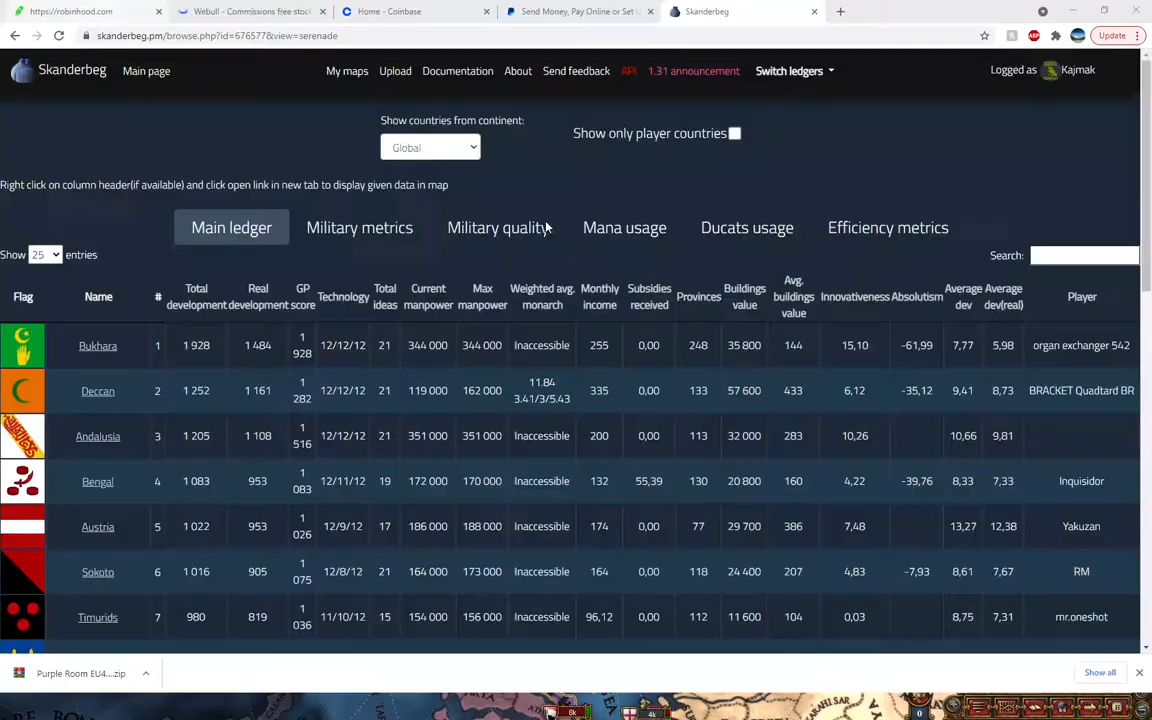 https://robinhood.com
Webull - Commissions free stoc
Home - Coinbase
Send Money, Pay Online or Set U
Skanderbeg
skanderbeg.pm/browse.php?id=676577&view=serenade
ABP
Update
Skanderbeg
Main page
My maps
Upload
Documentation
About
Send feedback
API
1.31 announcement
Switch ledgers
Logged as
Kajmak
Show countries from continent:
Global
Show only player countries
Right click on column header(if available) and click open link in new tab to display given data in map
Main ledger
Military metrics
Military quality
Mana usage
Ducats usage
Efficiency metrics
Show 25 entries
Search:
Flag Name # Total development Real development GP score Technology Total ideas Current manpower Max manpower Weighted avg. monarch Monthly income Subsidies received Provinces Buildings value Avg. buildings value Innovativeness Absolutism Average dev Average dev(real) Player
Bukhara 1 1 928 1 484 1 928 12/12/12 21 344 000 344 000 Inaccessible 255 0,00 248 35 800 144 15,10 -61,99 7,77 5,98 organ exchanger 542
Deccan 2 1 252 1 161 1 282 12/12/12 21 119 000 162 000 11.84 3.41/3/5.43 335 0,00 133 57 600 433 6,12 -35,12 9,41 8,73 BRACKET Quadtard BR
Andalusia 3 1 205 1 108 1 516 12/12/12 21 351 000 351 000 Inaccessible 200 0,00 113 32 000 283 10,26 10,66 9,81
Bengal 4 1 083 953 1 083 12/11/12 19 172 000 170 000 Inaccessible 132 55,39 130 20 800 160 4,22 -39,76 8,33 7,33 Inquisidor
Austria 5 1 022 953 1 026 12/9/12 17 186 000 188 000 Inaccessible 174 0,00 77 29 700 386 7,48 13,27 12,38 Yakuzan
Sokoto 6 1 016 905 1 075 12/8/12 21 164 000 173 000 Inaccessible 164 0,00 118 24 400 207 4,83 -7,93 8,61 7,67 RM
Timurids 7 980 819 1 036 11/10/12 15 154 000 156 000 Inaccessible 96,12 0,00 112 11 600 104 0,03 8,75 7,31 mr.oneshot
Purple Room EU4....zip
Show all
8k
4k
0